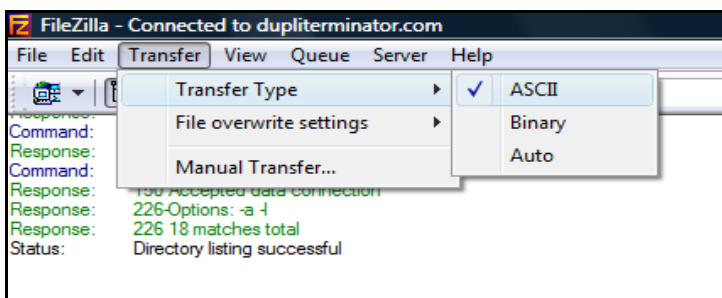 FileZilla - Connected to dupliterminator.com
File Edit Transfer View Queue Server Help
Transfer Type
ASCII
File overwrite settings
Binary
Auto
Manual Transfer...
Response:
Command:
Response:
Command:
Response: 150 Accepted data connection
Response: 226-Options: -a -l
Response: 226 18 matches total
Status: Directory listing successful